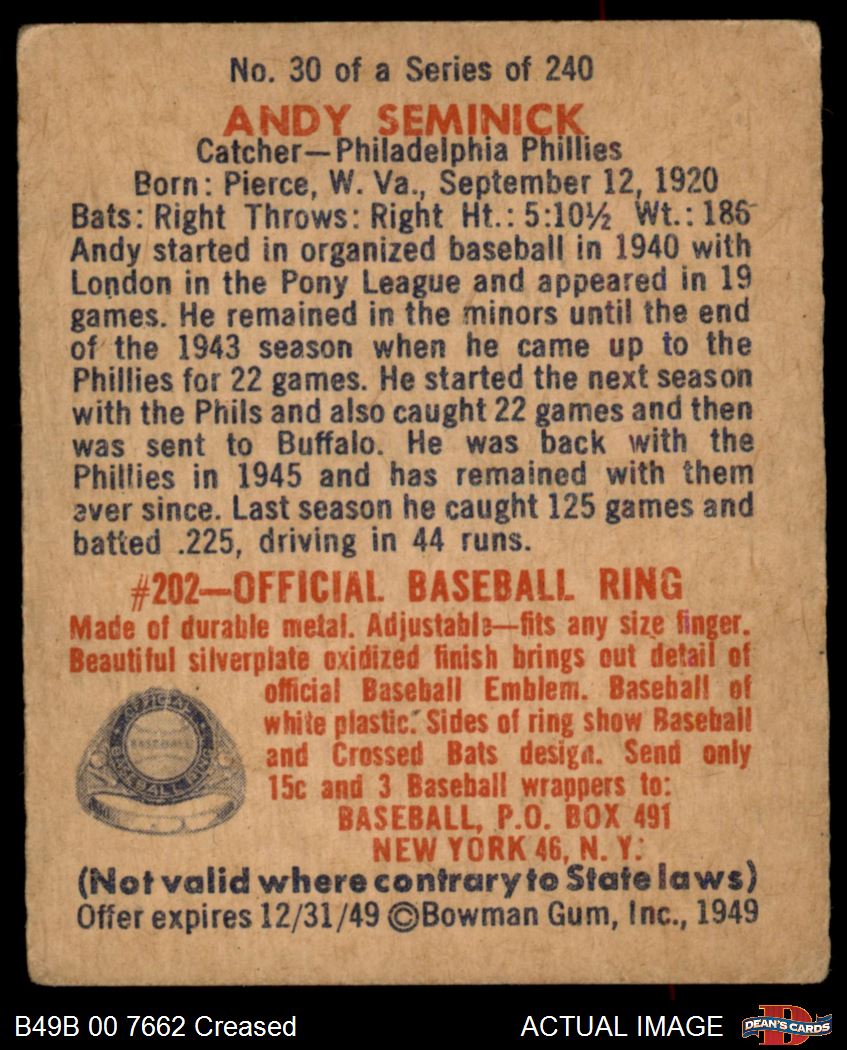 No. 30 of a Series of 240
ANDY SEMINICK
Catcher—Philadelphia Phillies
Born: Pierce, W. Va., September 12, 1920
Bats: Right Throws: Right Ht.: 5:10½ Wt.: 186
Andy started in organized baseball in 1940 with
London in the Pony League and appeared in 19
games. He remained in the minors until the end
of the 1943 season when he came up to the
Phillies for 22 games. He started the next season
with the Phils and also caught 22 games and then
was sent to Buffalo. He was back with the
Phillies in 1945 and has remained with them
ever since. Last season he caught 125 games and
batted .225, driving in 44 runs.
#202—OFFICIAL BASEBALL RING
Made of durable metal. Adjustable—fits any size finger.
Beautiful silverplate oxidized finish brings out detail of
official Baseball Emblem. Baseball of
white plastic. Sides of ring show Baseball
and Crossed Bats design. Send only
15c and 3 Baseball wrappers to:
BASEBALL, P.O. BOX 491
NEW YORK 46, N. Y.
OFFICIAL
BASEBALL
BASEBALL RING
(Not valid where contrary to State laws)
Offer expires 12/31/49 ©Bowman Gum, Inc., 1949
B49B 00 7662 Creased
ACTUAL IMAGE
D
DEAN'S CARDS